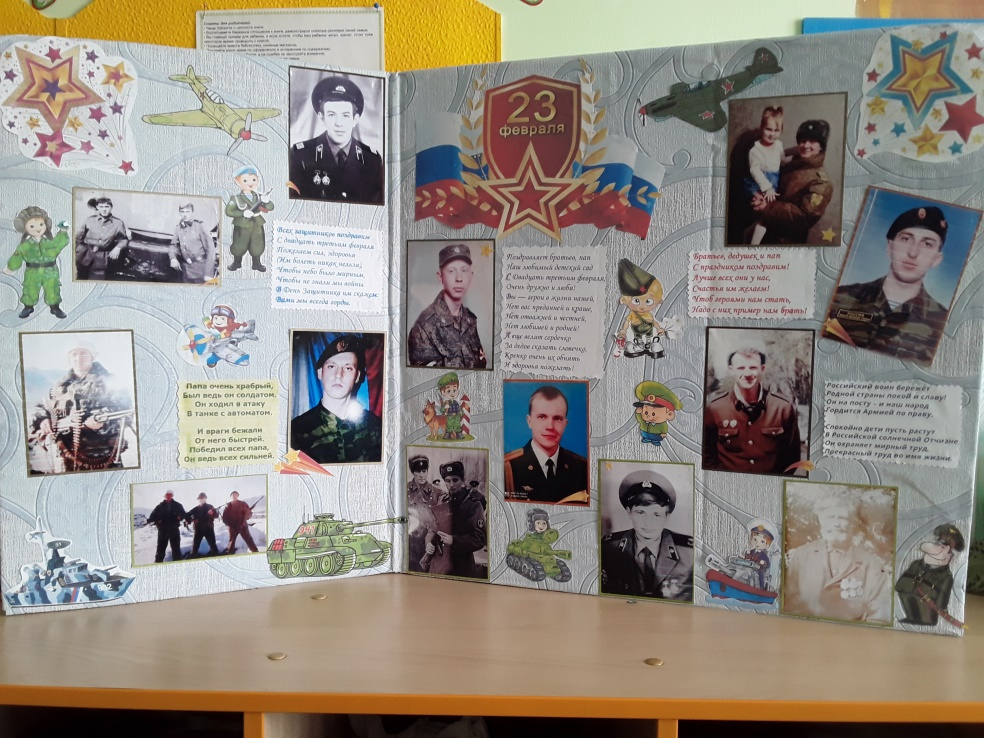 Всех защитников поздравим
С двадцать третьим февраля
Пожелаем сил, здоровья
(Им болеть никак нельзя)
Чтобы небо было мирным,
Чтобы не знали мы войны.
В День Защитника им скажем:
Вами мы всегда горды.
Папа очень храбрый,
Был ведь он солдатом.
Он ходил в атаку
В танке с автоматом.
И враги бежали
От него быстрей.
Победил всех папа,
Он ведь всех сильней.
23
февраля
Поздравляет братьев, пап
Наш любимый детский сад
С Двадцать третьим февраля,
Очень дружно и любя!
Вы — герои в жизни нашей,
Нет вас преданней и краше,
Нет отважней и честней,
Нет любимей и родней!
А еще велит сердечко
За дедов сказать словечко,
Крепко очень их обнять
И здоровья пожелать!
Братьев, дедушек и пап
С праздником поздравим!
Лучше всех они у нас,
Счастья им желаем!
Чтоб героями нам стать,
Надо с них пример нам брать!
Российский воин бережёт
Родной страны покой и славу!
Он на посту – и наш народ
Гордится Армией по праву.
Спокойно дети пусть растут
В Российской солнечной Отчизне
Он охраняет мирный труд,
Прекрасный труд во имя жизни.